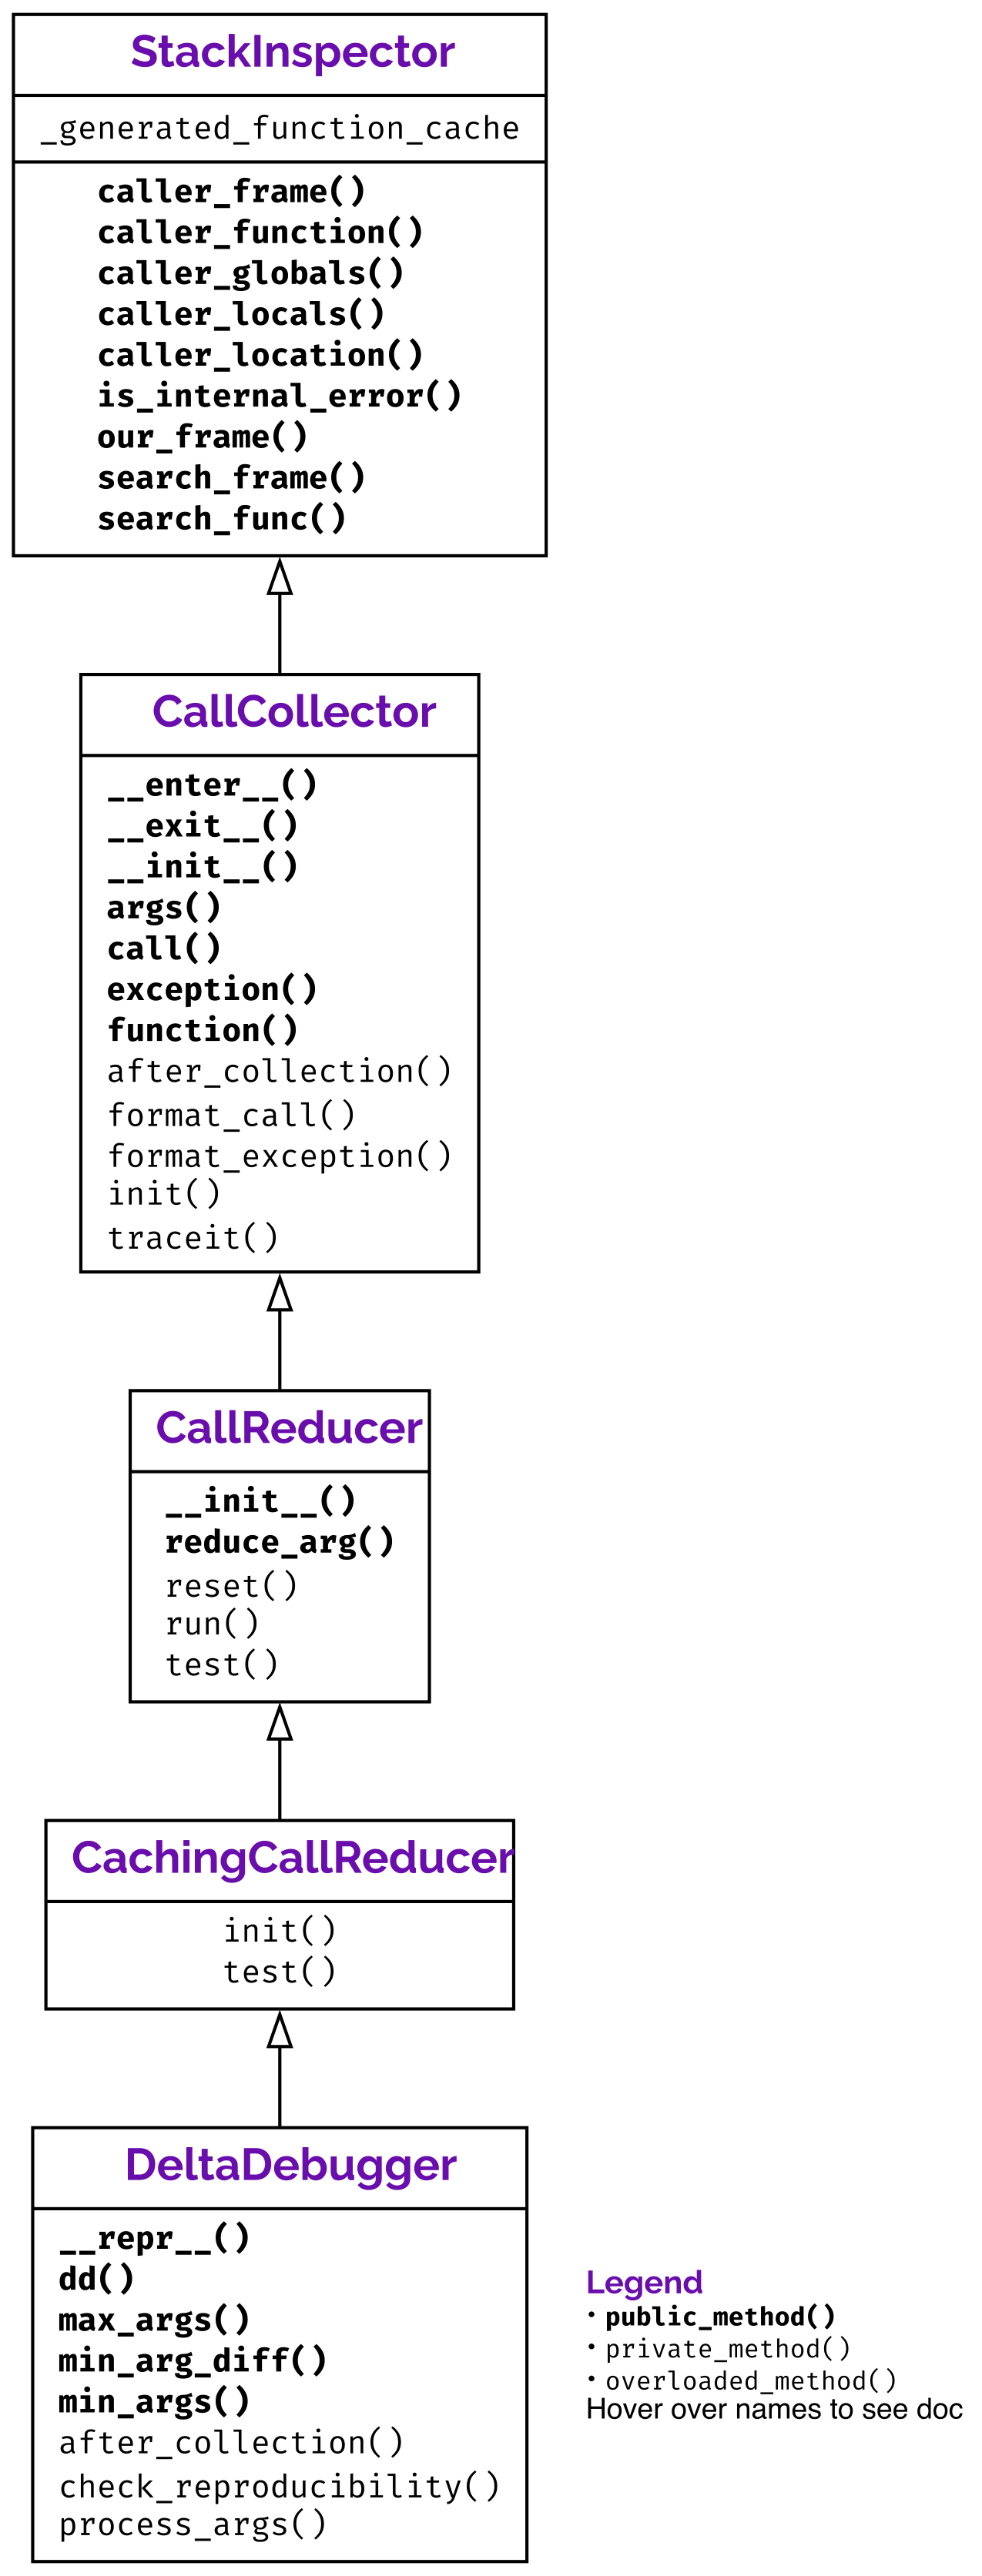 StackInspector
_generated_function_cache
caller_frame()
caller_function()
caller_globals()
caller_locals()
caller_location()
is_internal_error()
our_frame()
search_frame()
search_func()
CallCollector
__enter__()
__exit__()
__init__()
args()
call()
exception()
function()
after_collection()
format_call()
format_exception()
init()
traceit()
CallReducer
__init__()
reduce_arg()
reset()
run()
test()
CachingCallReducer
init()
test()
DeltaDebugger
__repr__()
dd()
max_args()
min_arg_diff()
min_args()
after_collection()
check_reproducibility()
process_args()
Legend
• public_method()
• private_method()
• overloaded_method()
Hover over names to see doc